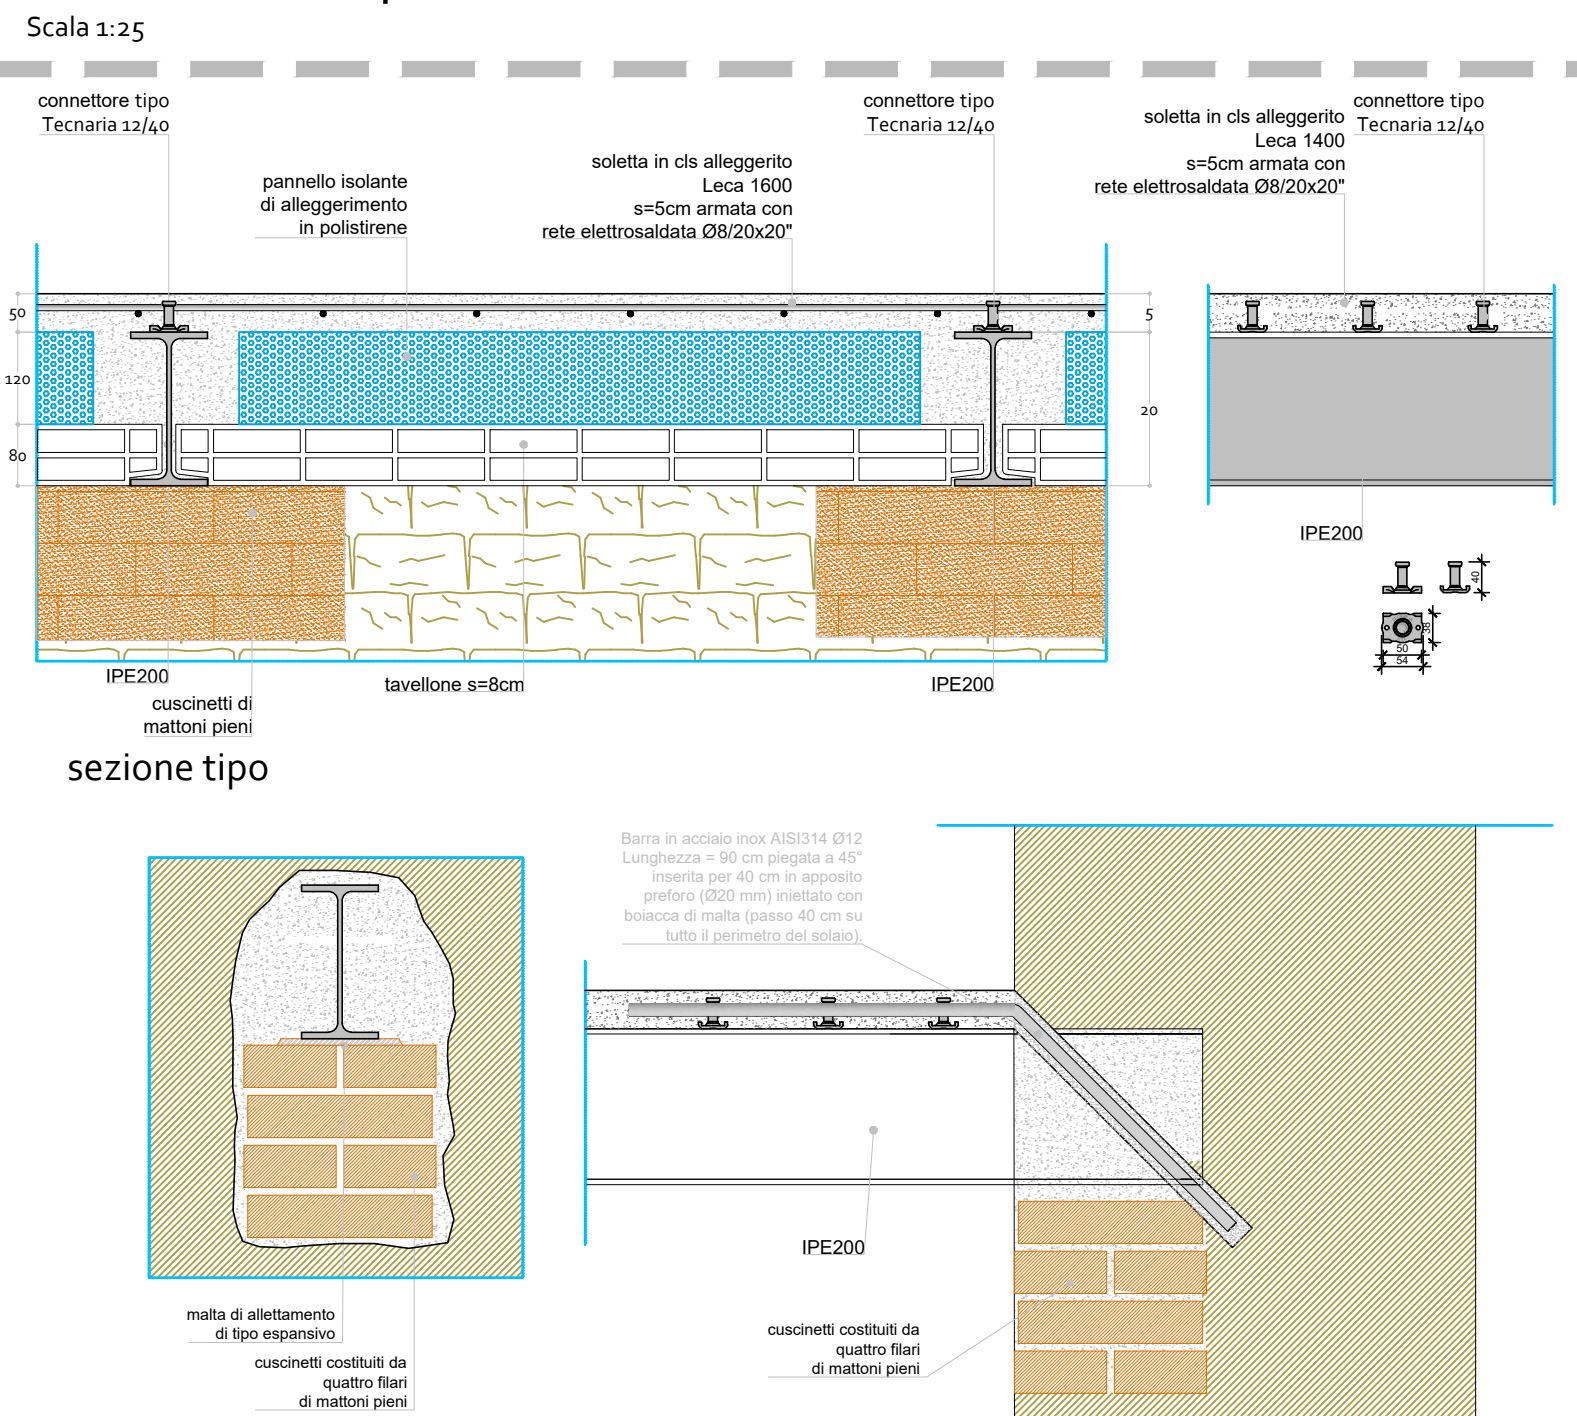 Scala 1:25
connettore tipo
Tecnaria 12/40
pannello isolante
di alleggerimento
in polistirene
soletta in cls alleggerito
Leca 1600
s=5cm armata con
rete elettrosaldata Ø8/20x20"
connettore tipo
Tecnaria 12/40
soletta in cls alleggerito
Leca 1400
s=5cm armata con
rete elettrosaldata Ø8/20x20"
connettore tipo
Tecnaria 12/40
50
120
80
5
20
IPE200
40
38
50
54
IPE200
cuscinetti di
mattoni pieni
tavellone s=8cm
IPE200
sezione tipo
Barra in acciaio inox AISI314 Ø12
Lunghezza = 90 cm piegata a 45°
inserita per 40 cm in apposito
preforo (Ø20 mm) iniettato con
boiacca di malta (passo 40 cm su
tutto il perimetro del solaio).
IPE200
malta di allettamento
di tipo espansivo
cuscinetti costituiti da
quattro filari
di mattoni pieni
cuscinetti costituiti da
quattro filari
di mattoni pieni